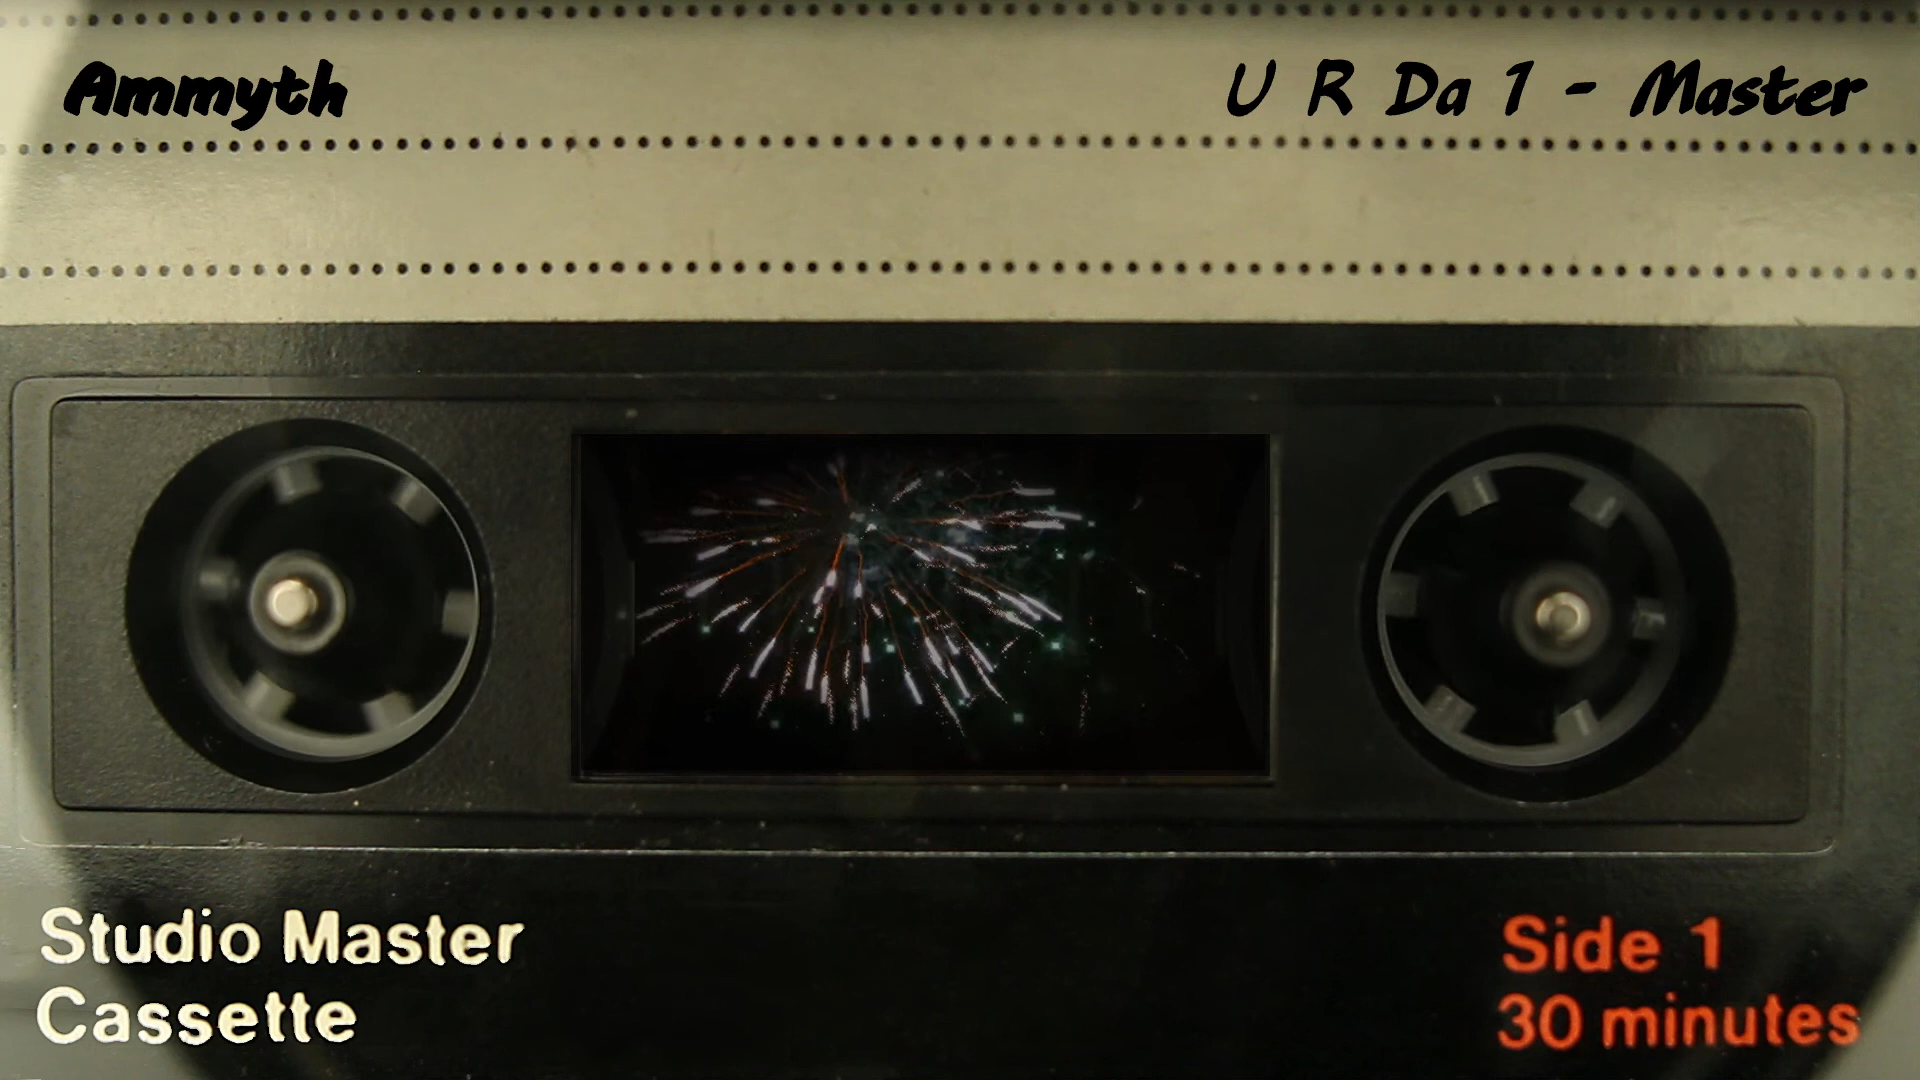 Ammyth
U R Da 1 - Master
Studio Master
Cassette
Side 1
30 minutes